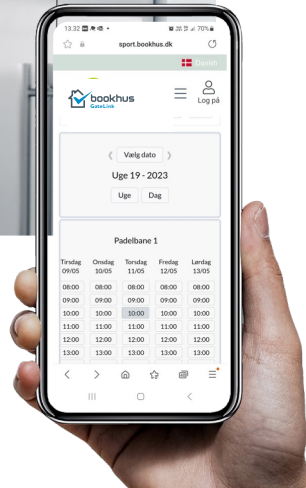 13.32
70%
sport.bookhus.dk
Dansk
bookhus
GateLink
Log på
Vælg dato
Uge 19 - 2023
Uge Dag
Padelbane 1
Tirsdag Onsdag Torsdag Fredag Lørdag
09/05 10/05 11/05 12/05 13/05
08:00 08:00 08:00 08:00 08:00
09:00 09:00 09:00 09:00 09:00
10:00 10:00 10:00 10:00 10:00
11:00 11:00 11:00 11:00 11:00
12:00 12:00 12:00 12:00 12:00
13:00 13:00 13:00 13:00 13:00